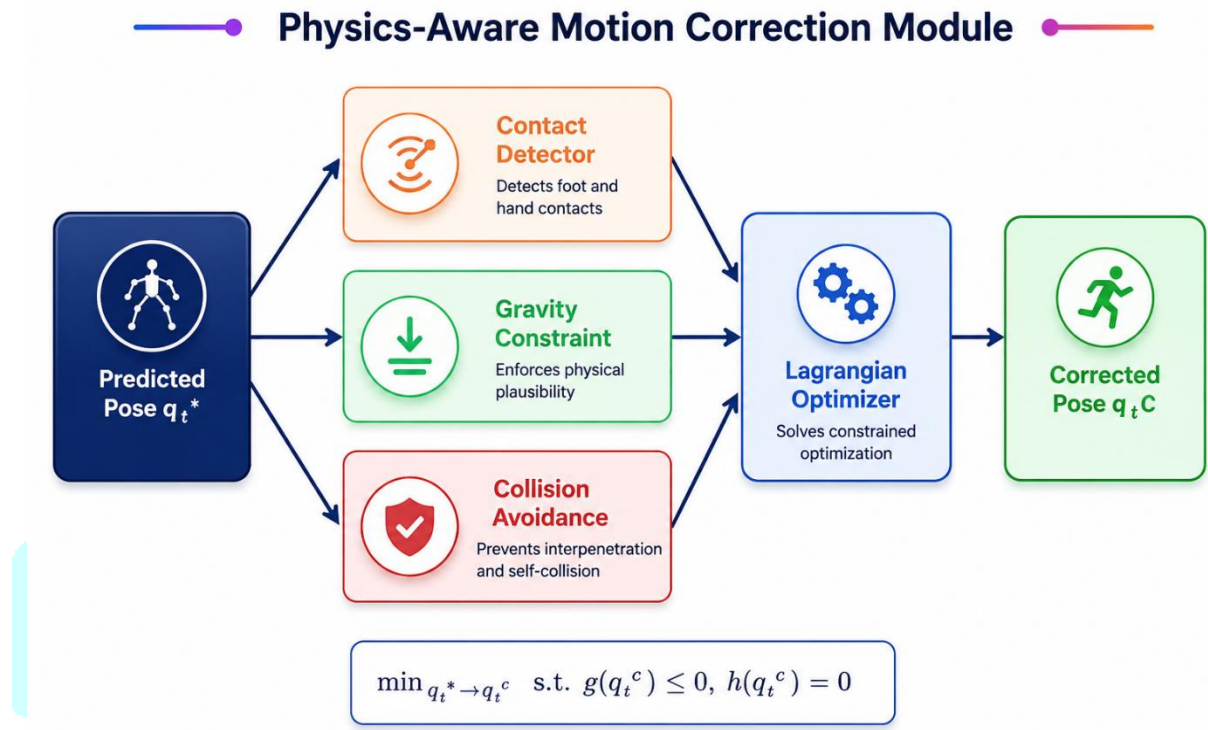 Physics-Aware Motion Correction Module
Predicted
Pose q_t*
Contact
Detector
Detects foot and
hand contacts
Gravity
Constraint
Enforces physical
plausibility
Collision
Avoidance
Prevents interpenetration
and self-collision
Lagrangian
Optimizer
Solves constrained
optimization
Corrected
Pose q_t C
min_{q_t* → q_t^c} s.t. g(q_t^c) ≤ 0, h(q_t^c) = 0